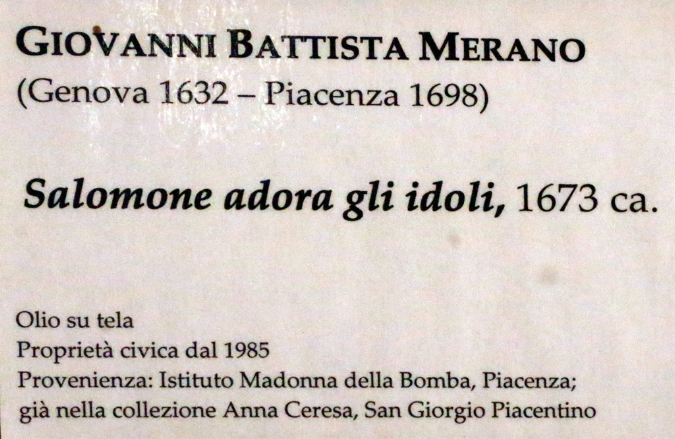 GIOVANNI BATTISTA MERANO
(Genova 1632 – Piacenza 1698)
Salomone adora gli idoli, 1673 ca.
Olio su tela
Proprietà civica dal 1985
Provenienza: Istituto Madonna della Bomba, Piacenza;
già nella collezione Anna Ceresa, San Giorgio Piacentino